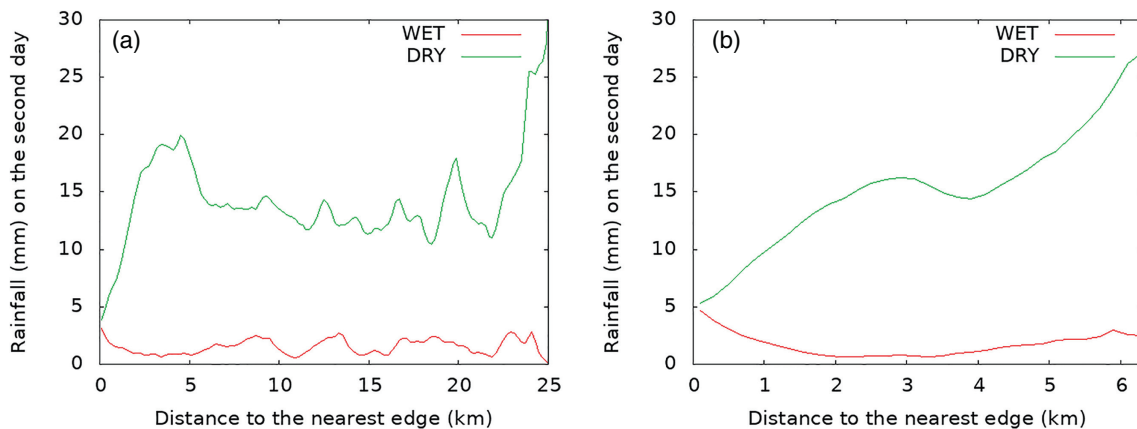 (a)
WET
DRY
Rainfall (mm) on the second day
30
25
20
15
10
5
0
0 5 10 15 20 25
Distance to the nearest edge (km)
(b)
WET
DRY
Rainfall (mm) on the second day
30
25
20
15
10
5
0
0 1 2 3 4 5 6
Distance to the nearest edge (km)